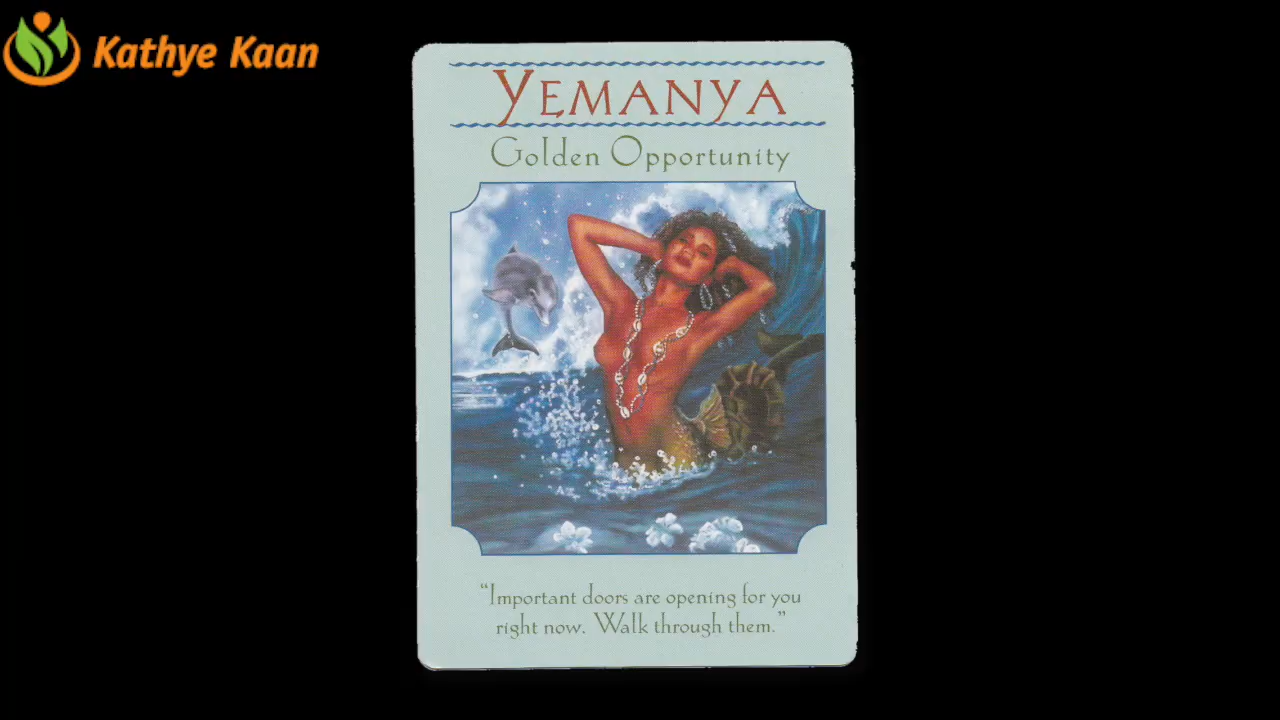 Kathye Kaan
YEMANYA
Golden Opportunity
“Important doors are opening for you
right now. Walk through them.”